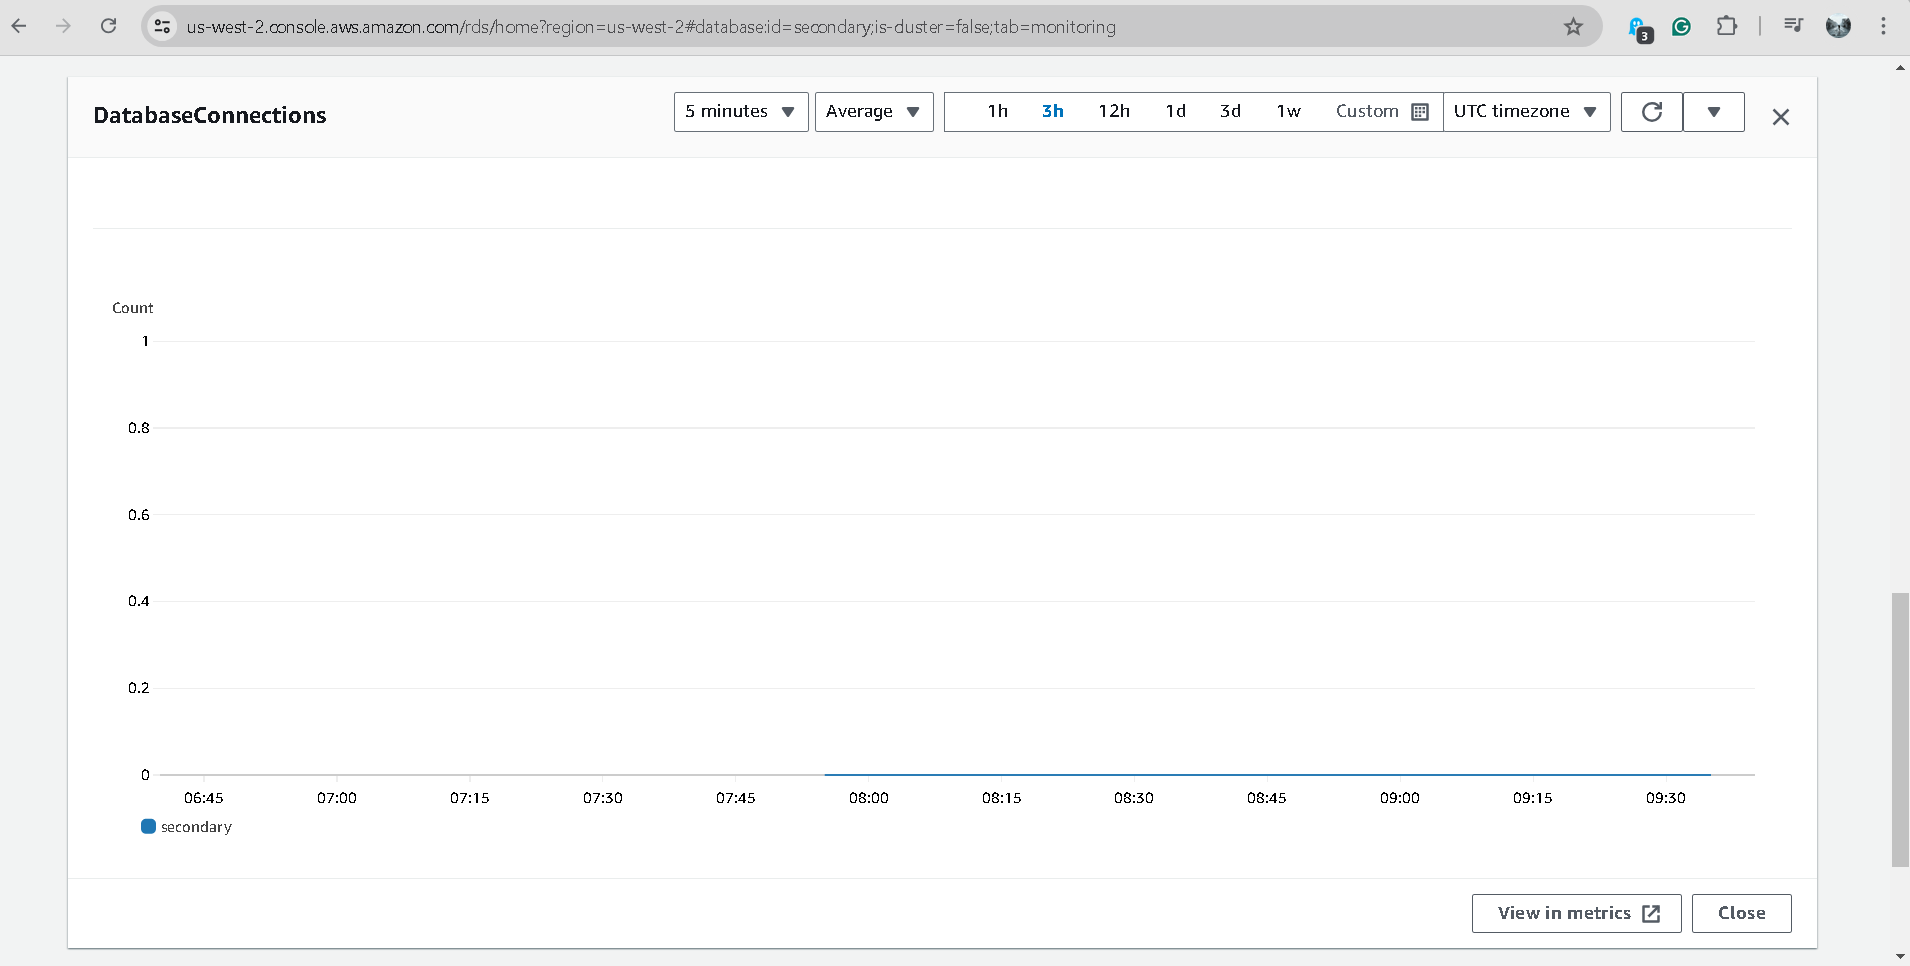 us-west-2.console.aws.amazon.com/rds/home?region=us-west-2#database:id=secondary;is-cluster=false;tab=monitoring
3
DatabaseConnections
5 minutes
Average
1h 3h 12h 1d 3d 1w Custom
UTC timezone
Count
1
0.8
0.6
0.4
0.2
0
06:45 07:00 07:15 07:30 07:45 08:00 08:15 08:30 08:45 09:00 09:15 09:30
secondary
View in metrics
Close